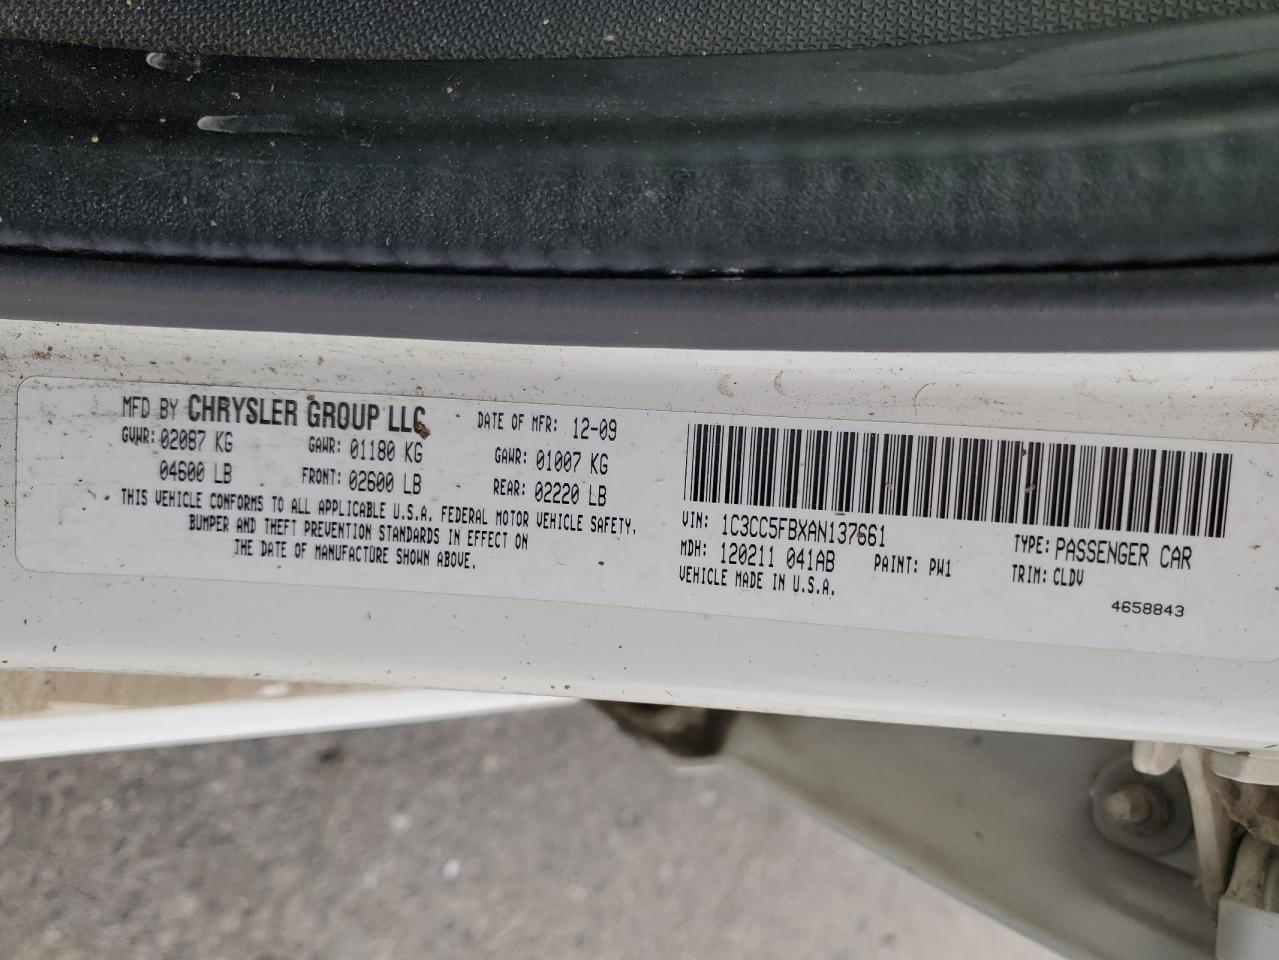 MFD BY CHRYSLER GROUP LLC DATE OF MFR: 12-09
GVWR: 02087 KG GAWR: 01180 KG GAWR: 01007 KG
04600 LB FRONT: 02600 LB REAR: 02220 LB
THIS VEHICLE CONFORMS TO ALL APPLICABLE U.S.A. FEDERAL MOTOR VEHICLE SAFETY,
BUMPER AND THEFT PREVENTION STANDARDS IN EFFECT ON
THE DATE OF MANUFACTURE SHOWN ABOVE.
VIN: 1C3CC5FBXAN137661 TYPE: PASSENGER CAR
MDH: 120211 041AB PAINT: PW1 TRIM: CLDV
VEHICLE MADE IN U.S.A.
4658843